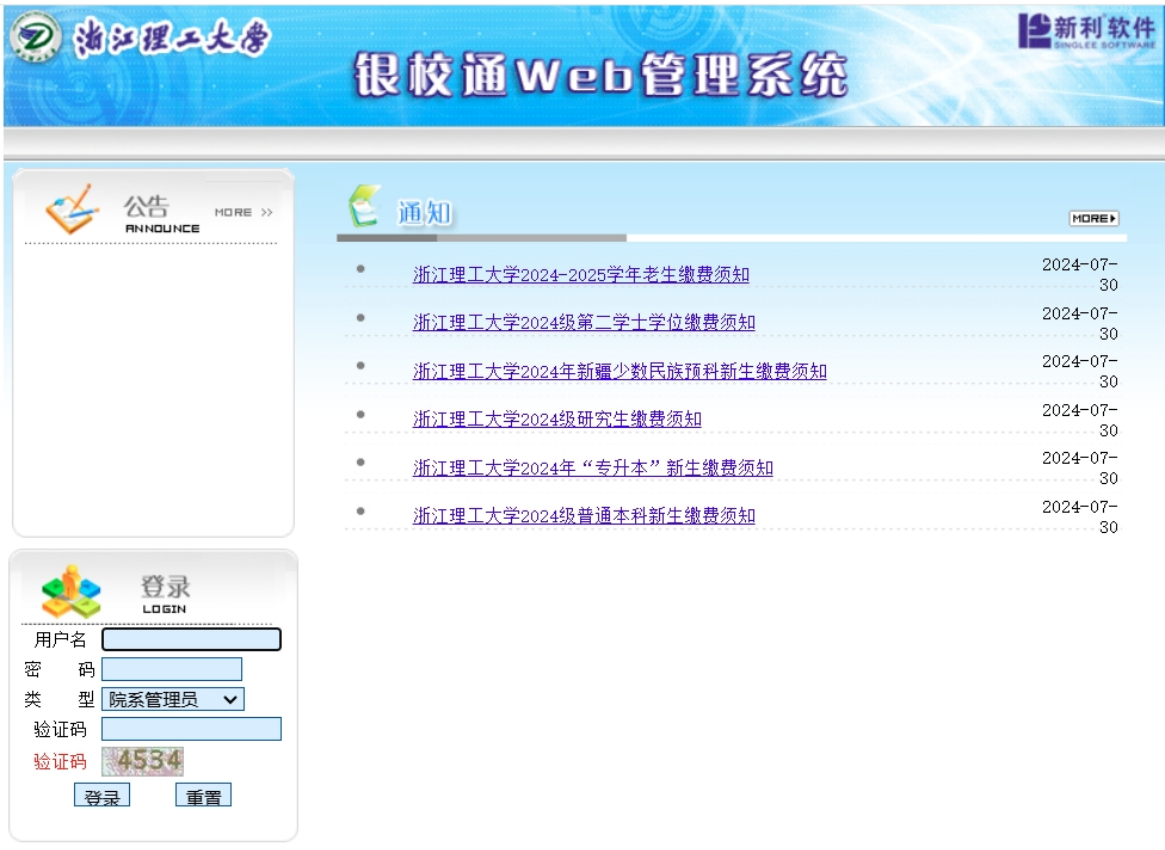 浙江理工大学
新利软件
SINGLEE SOFTWARE
银校通Web管理系统
公告
MORE >>
ANNOUNCE
通知
MORE
浙江理工大学2024-2025学年老生缴费须知
2024-07-
30
浙江理工大学2024级第二学士学位缴费须知
2024-07-
30
浙江理工大学2024年新疆少数民族预科新生缴费须知
2024-07-
30
浙江理工大学2024级研究生缴费须知
2024-07-
30
浙江理工大学2024年“专升本”新生缴费须知
2024-07-
30
浙江理工大学2024级普通本科新生缴费须知
2024-07-
30
登录
LOGIN
用户名
密 码
类 型 院系管理员
验证码
验证码 4534
登录 重置